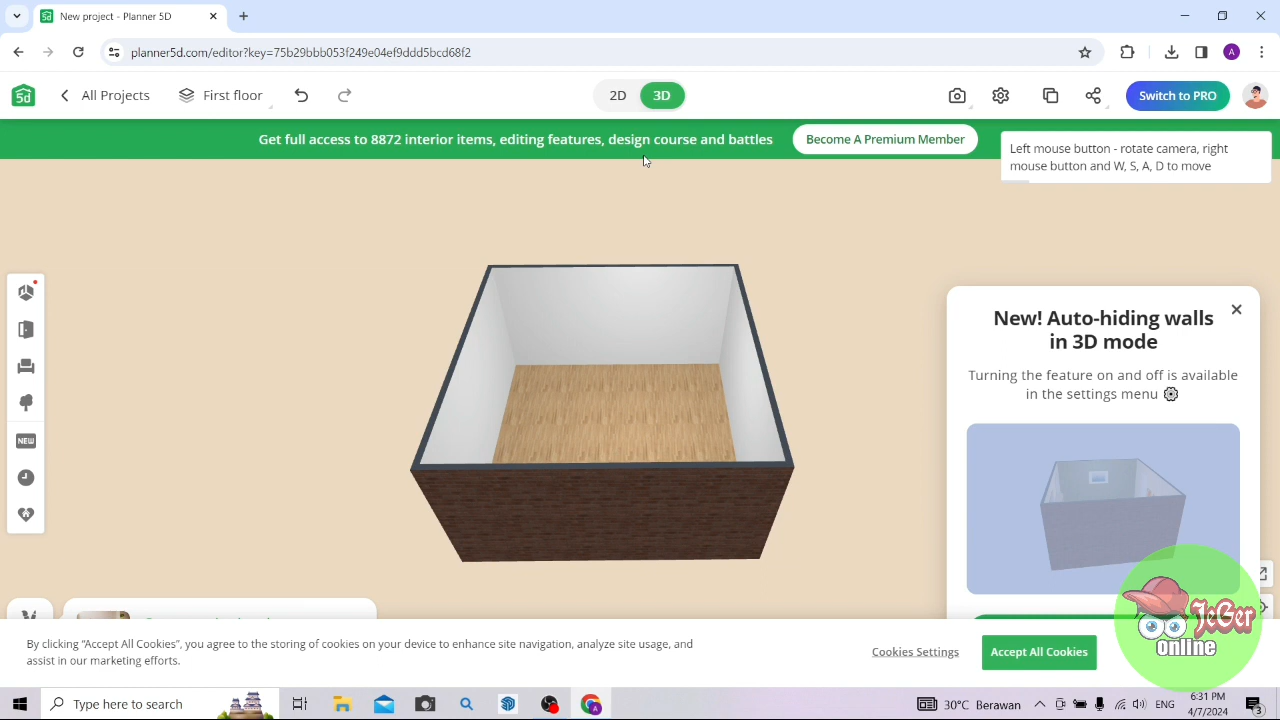 New project - Planner 5D
planner5d.com/editor?key=75b29bbb053f249e04ef9ddd5bcd68f2
A
5d
All Projects
First floor
2D
3D
Switch to PRO
Get full access to 8872 interior items, editing features, design course and battles
Become A Premium Member
Left mouse button - rotate camera, right
mouse button and W, S, A, D to move
New! Auto-hiding walls
in 3D mode
Turning the feature on and off is available
in the settings menu
NEW
By clicking “Accept All Cookies”, you agree to the storing of cookies on your device to enhance site navigation, analyze site usage, and
assist in our marketing efforts.
Cookies Settings
Accept All Cookies
JeGer
online
Type here to search
30°C Berawan
ENG
6:31 PM
4/7/2024
3